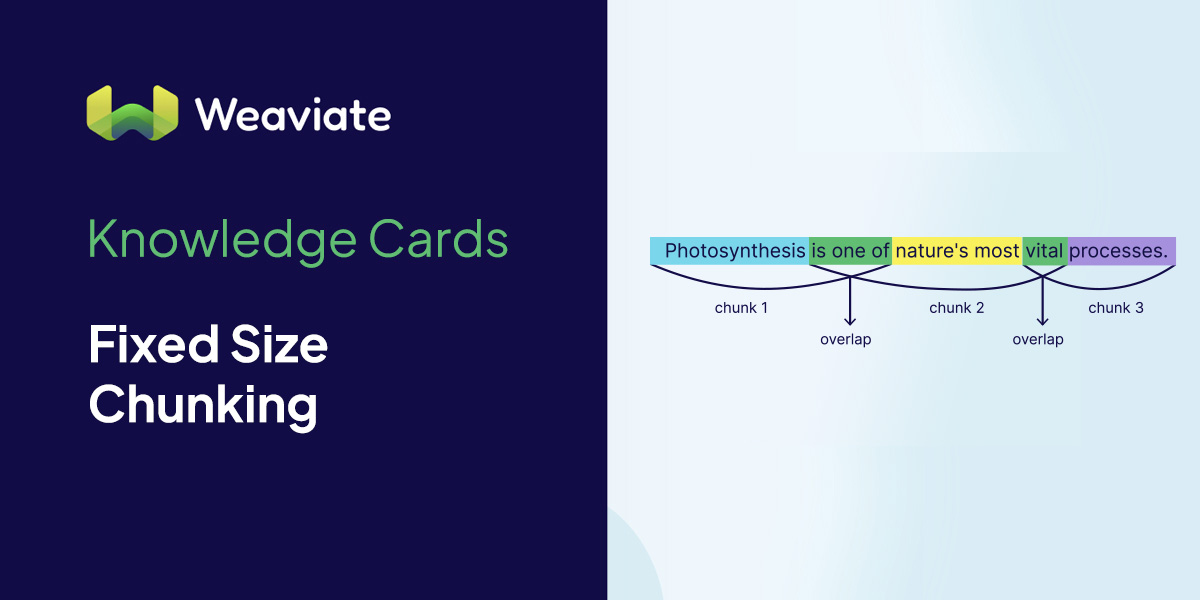 Weaviate
Knowledge Cards
Fixed Size
Chunking
Photosynthesis is one of nature's most vital processes.
chunk 1
chunk 2
chunk 3
overlap
overlap